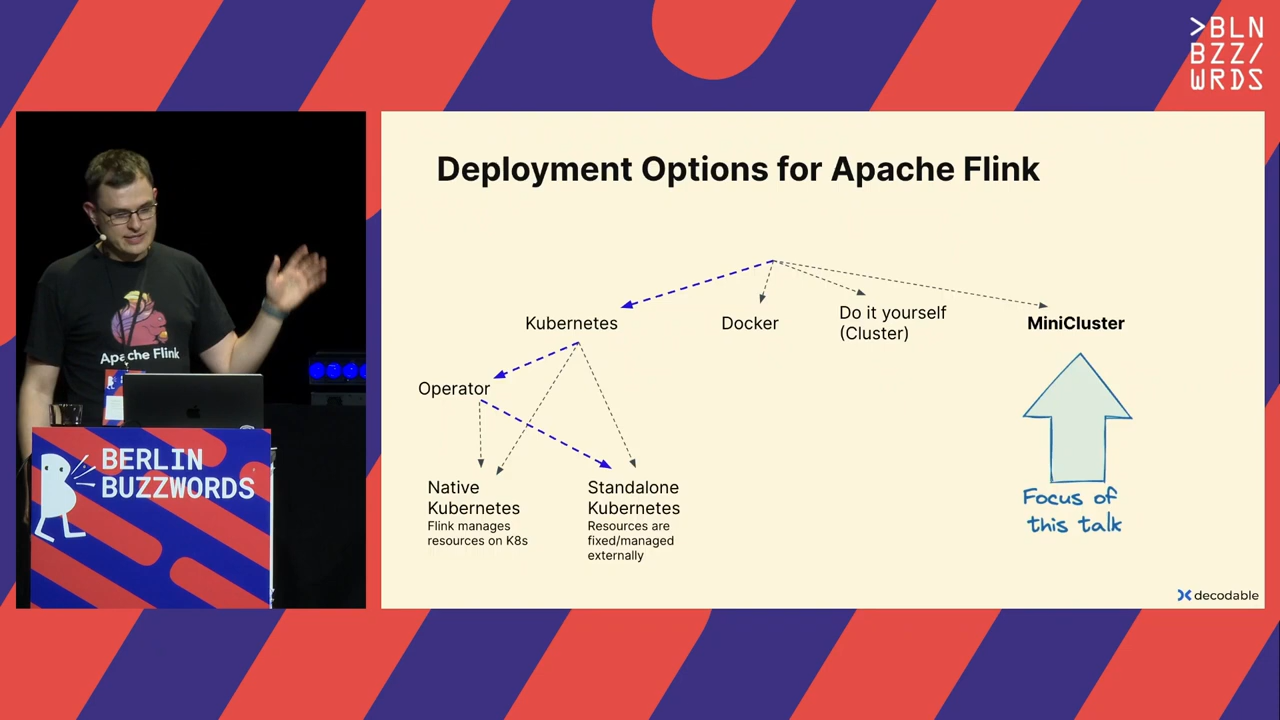 >BLN
BZZ/
WRDS
Deployment Options for Apache Flink
Kubernetes
Docker
Do it yourself
(Cluster)
MiniCluster
Operator
Native
Kubernetes
Flink manages
resources on K8s
Standalone
Kubernetes
Resources are
fixed/managed
externally
Focus of
this talk
decodable
Apache Flink
BERLIN
BUZZWORDS